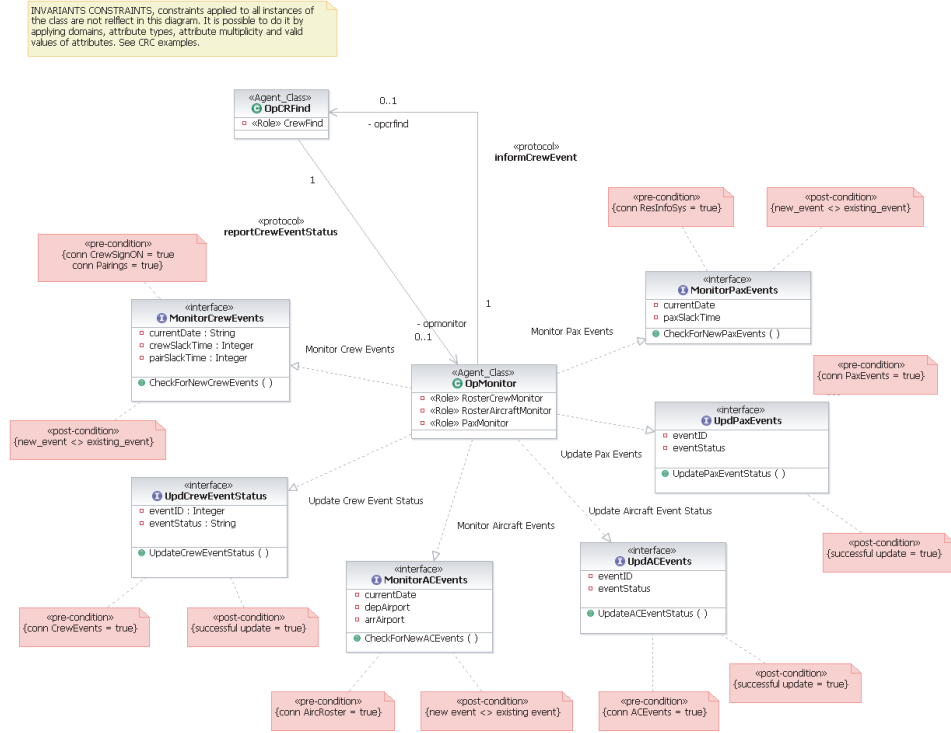 INVARIANTS CONSTRAINTS, constraints applied to all instances of
the class are not relflect in this diagram. It is possible to do it by
applying domains, attribute types, attribute multiplicity and valid
values of attributes. See CRC examples.
«Agent_Class»
C OpCRFind
«Role» CrewFind
0..1
- opcrfind
«protocol»
informCrewEvent
1
«protocol»
reportCrewEventStatus
1
- opmonitor
0..1
«pre-condition»
{conn ResInfoSys = true}
«post-condition»
{new_event <> existing_event}
«pre-condition»
{conn CrewSignON = true
conn Pairings = true}
«interface»
I MonitorPaxEvents
currentDate
paxSlackTime
CheckForNewPaxEvents ( )
«interface»
I MonitorCrewEvents
currentDate : String
crewSlackTime : Integer
pairSlackTime : Integer
CheckForNewCrewEvents ( )
Monitor Crew Events
Monitor Pax Events
«Agent_Class»
C OpMonitor
«Role» RosterCrewMonitor
«Role» RosterAircraftMonitor
«Role» PaxMonitor
«pre-condition»
{conn PaxEvents = true}
«post-condition»
{new_event <> existing_event}
«interface»
I UpdPaxEvents
eventID
eventStatus
UpdatePaxEventStatus ( )
Update Pax Events
«interface»
I UpdCrewEventStatus
eventID : Integer
eventStatus : String
UpdateCrewEventStatus ( )
Update Crew Event Status
Monitor Aircraft Events
Update Aircraft Event Status
«post-condition»
{successful update = true}
«interface»
I MonitorACEvents
currentDate
depAirport
arrAirport
CheckForNewACEvents ( )
«interface»
I UpdACEvents
eventID
eventStatus
UpdateACEventStatus ( )
«pre-condition»
{conn CrewEvents = true}
«post-condition»
{successful update = true}
«post-condition»
{successful update = true}
«pre-condition»
{conn AircRoster = true}
«post-condition»
{new event <> existing event}
«pre-condition»
{conn ACEvents = true}